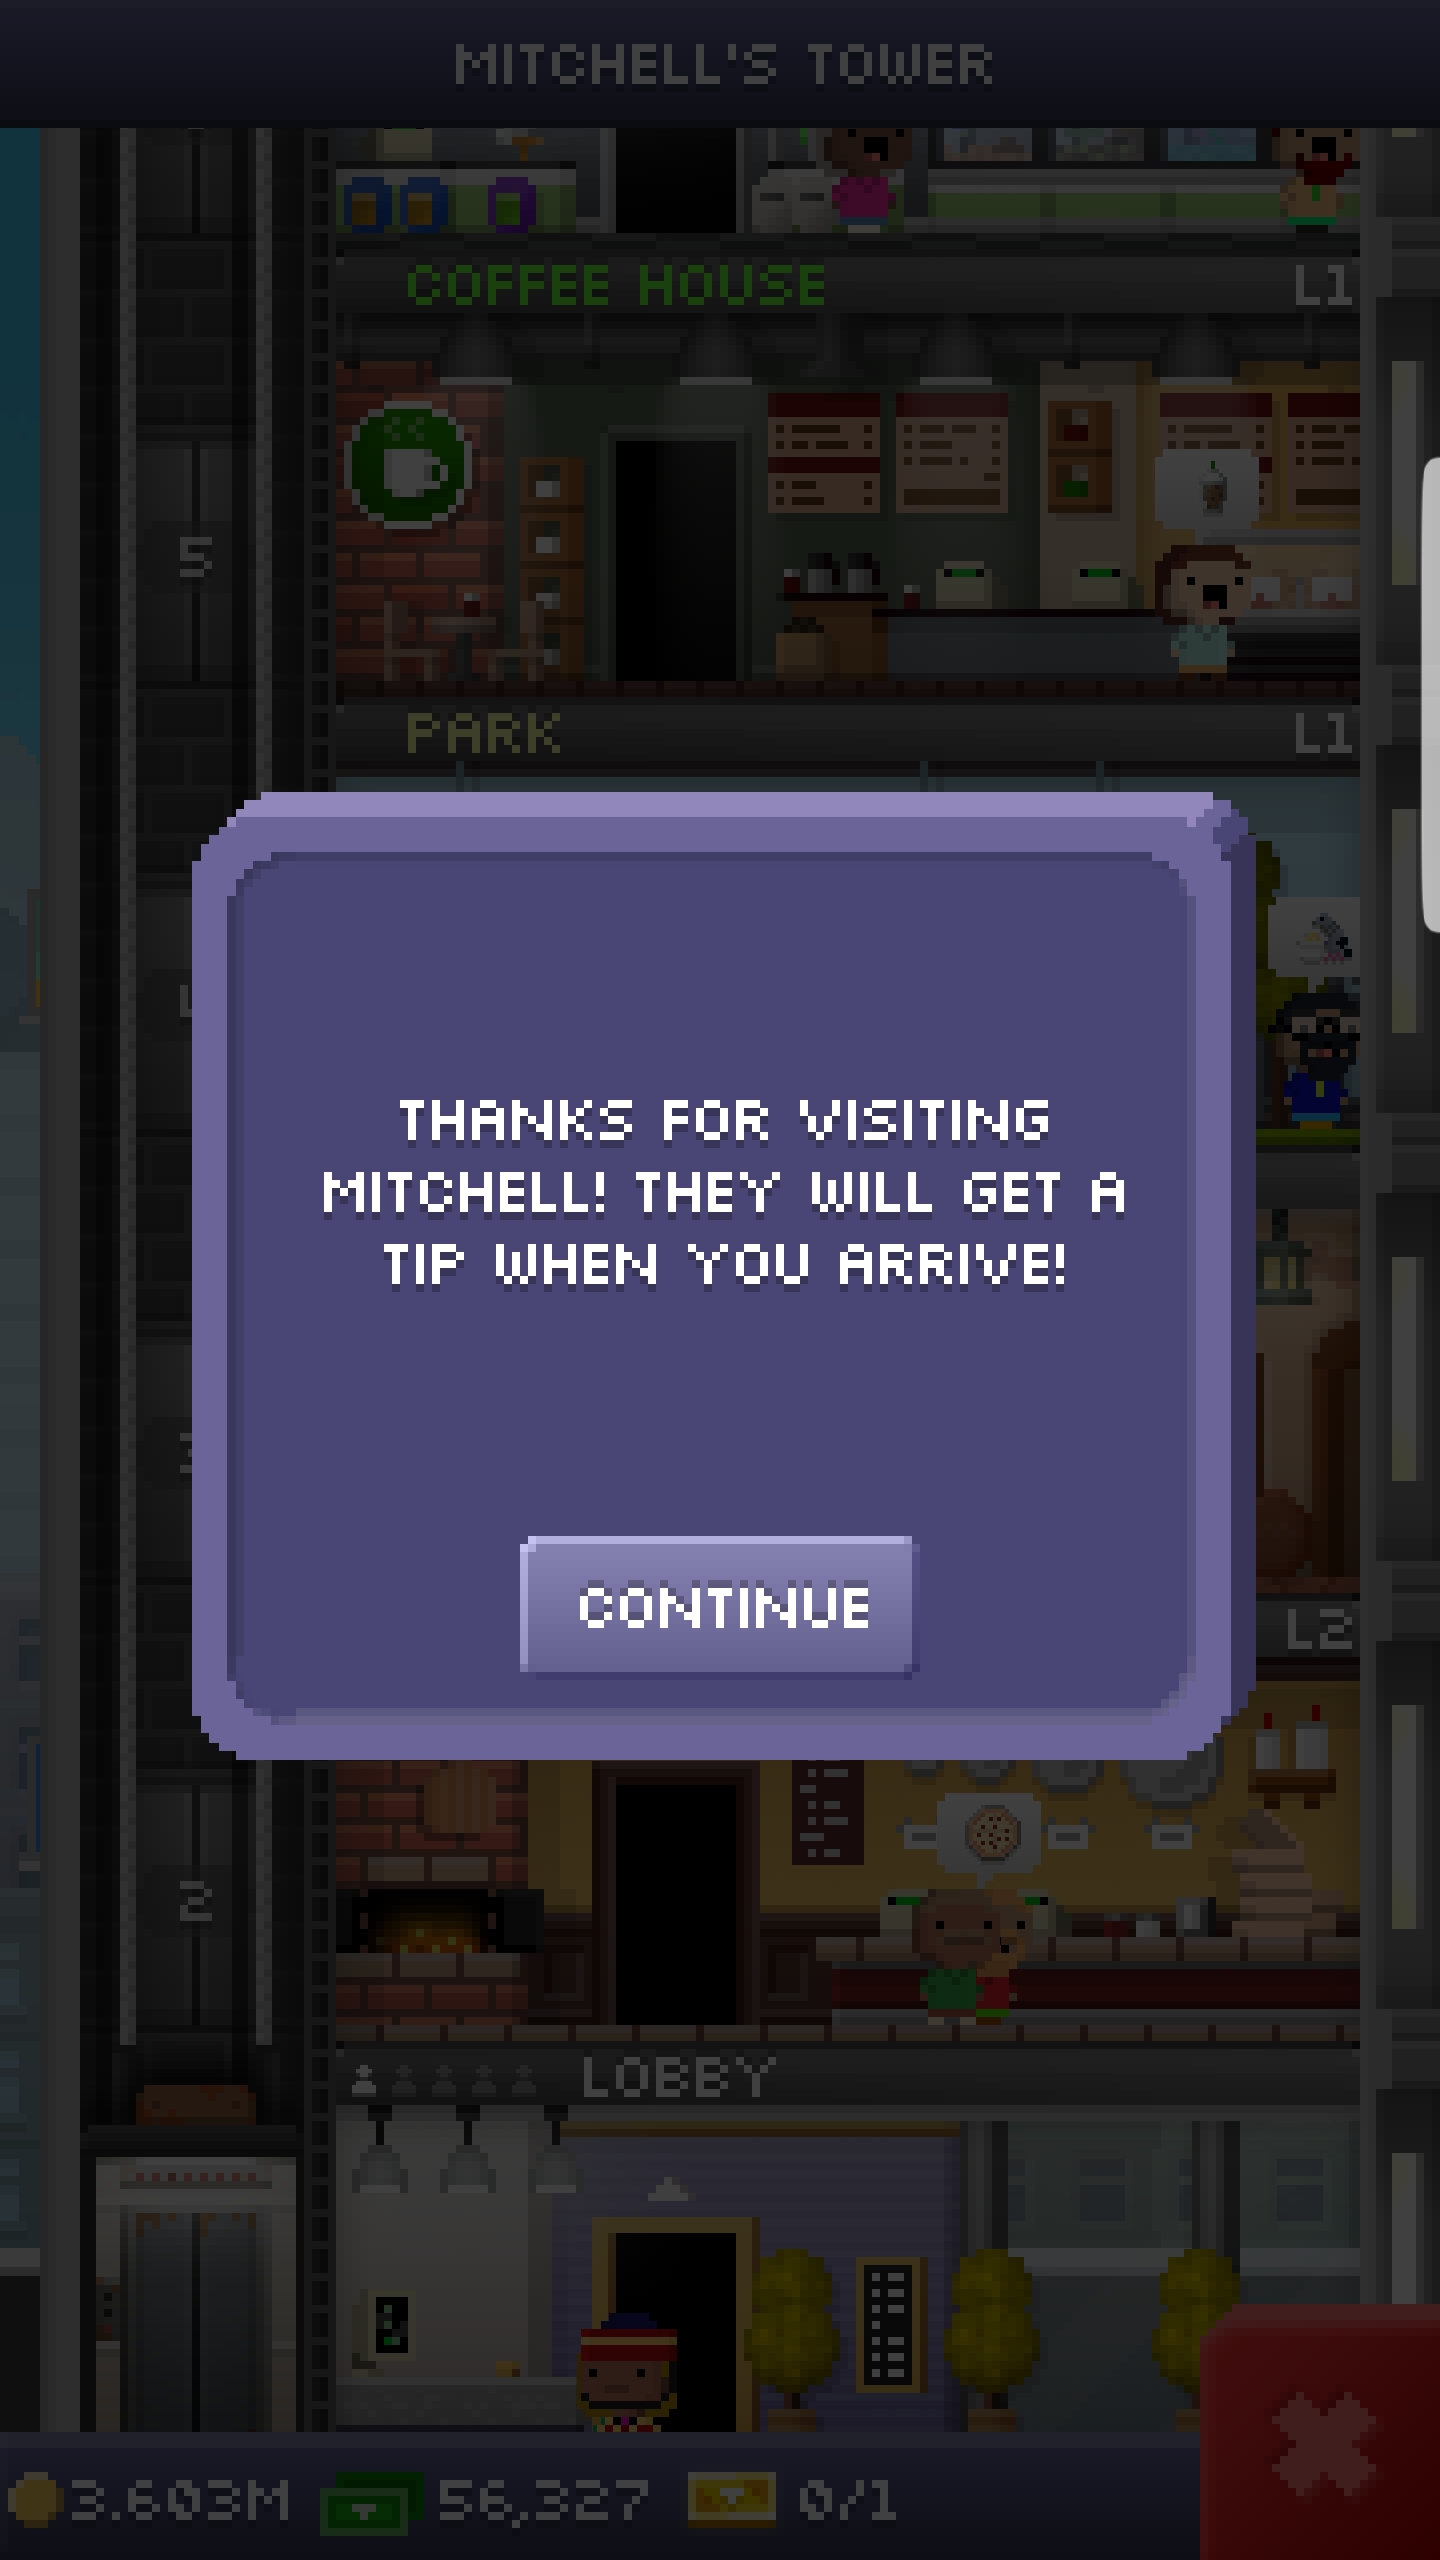 MITCHELL'S TOWER
COFFEE HOUSE L1
5
PARK L1
THANKS FOR VISITING
MITCHELL! THEY WILL GET A
TIP WHEN YOU ARRIVE!
CONTINUE
L2
2
LOBBY
3.603M 56,327 0/1